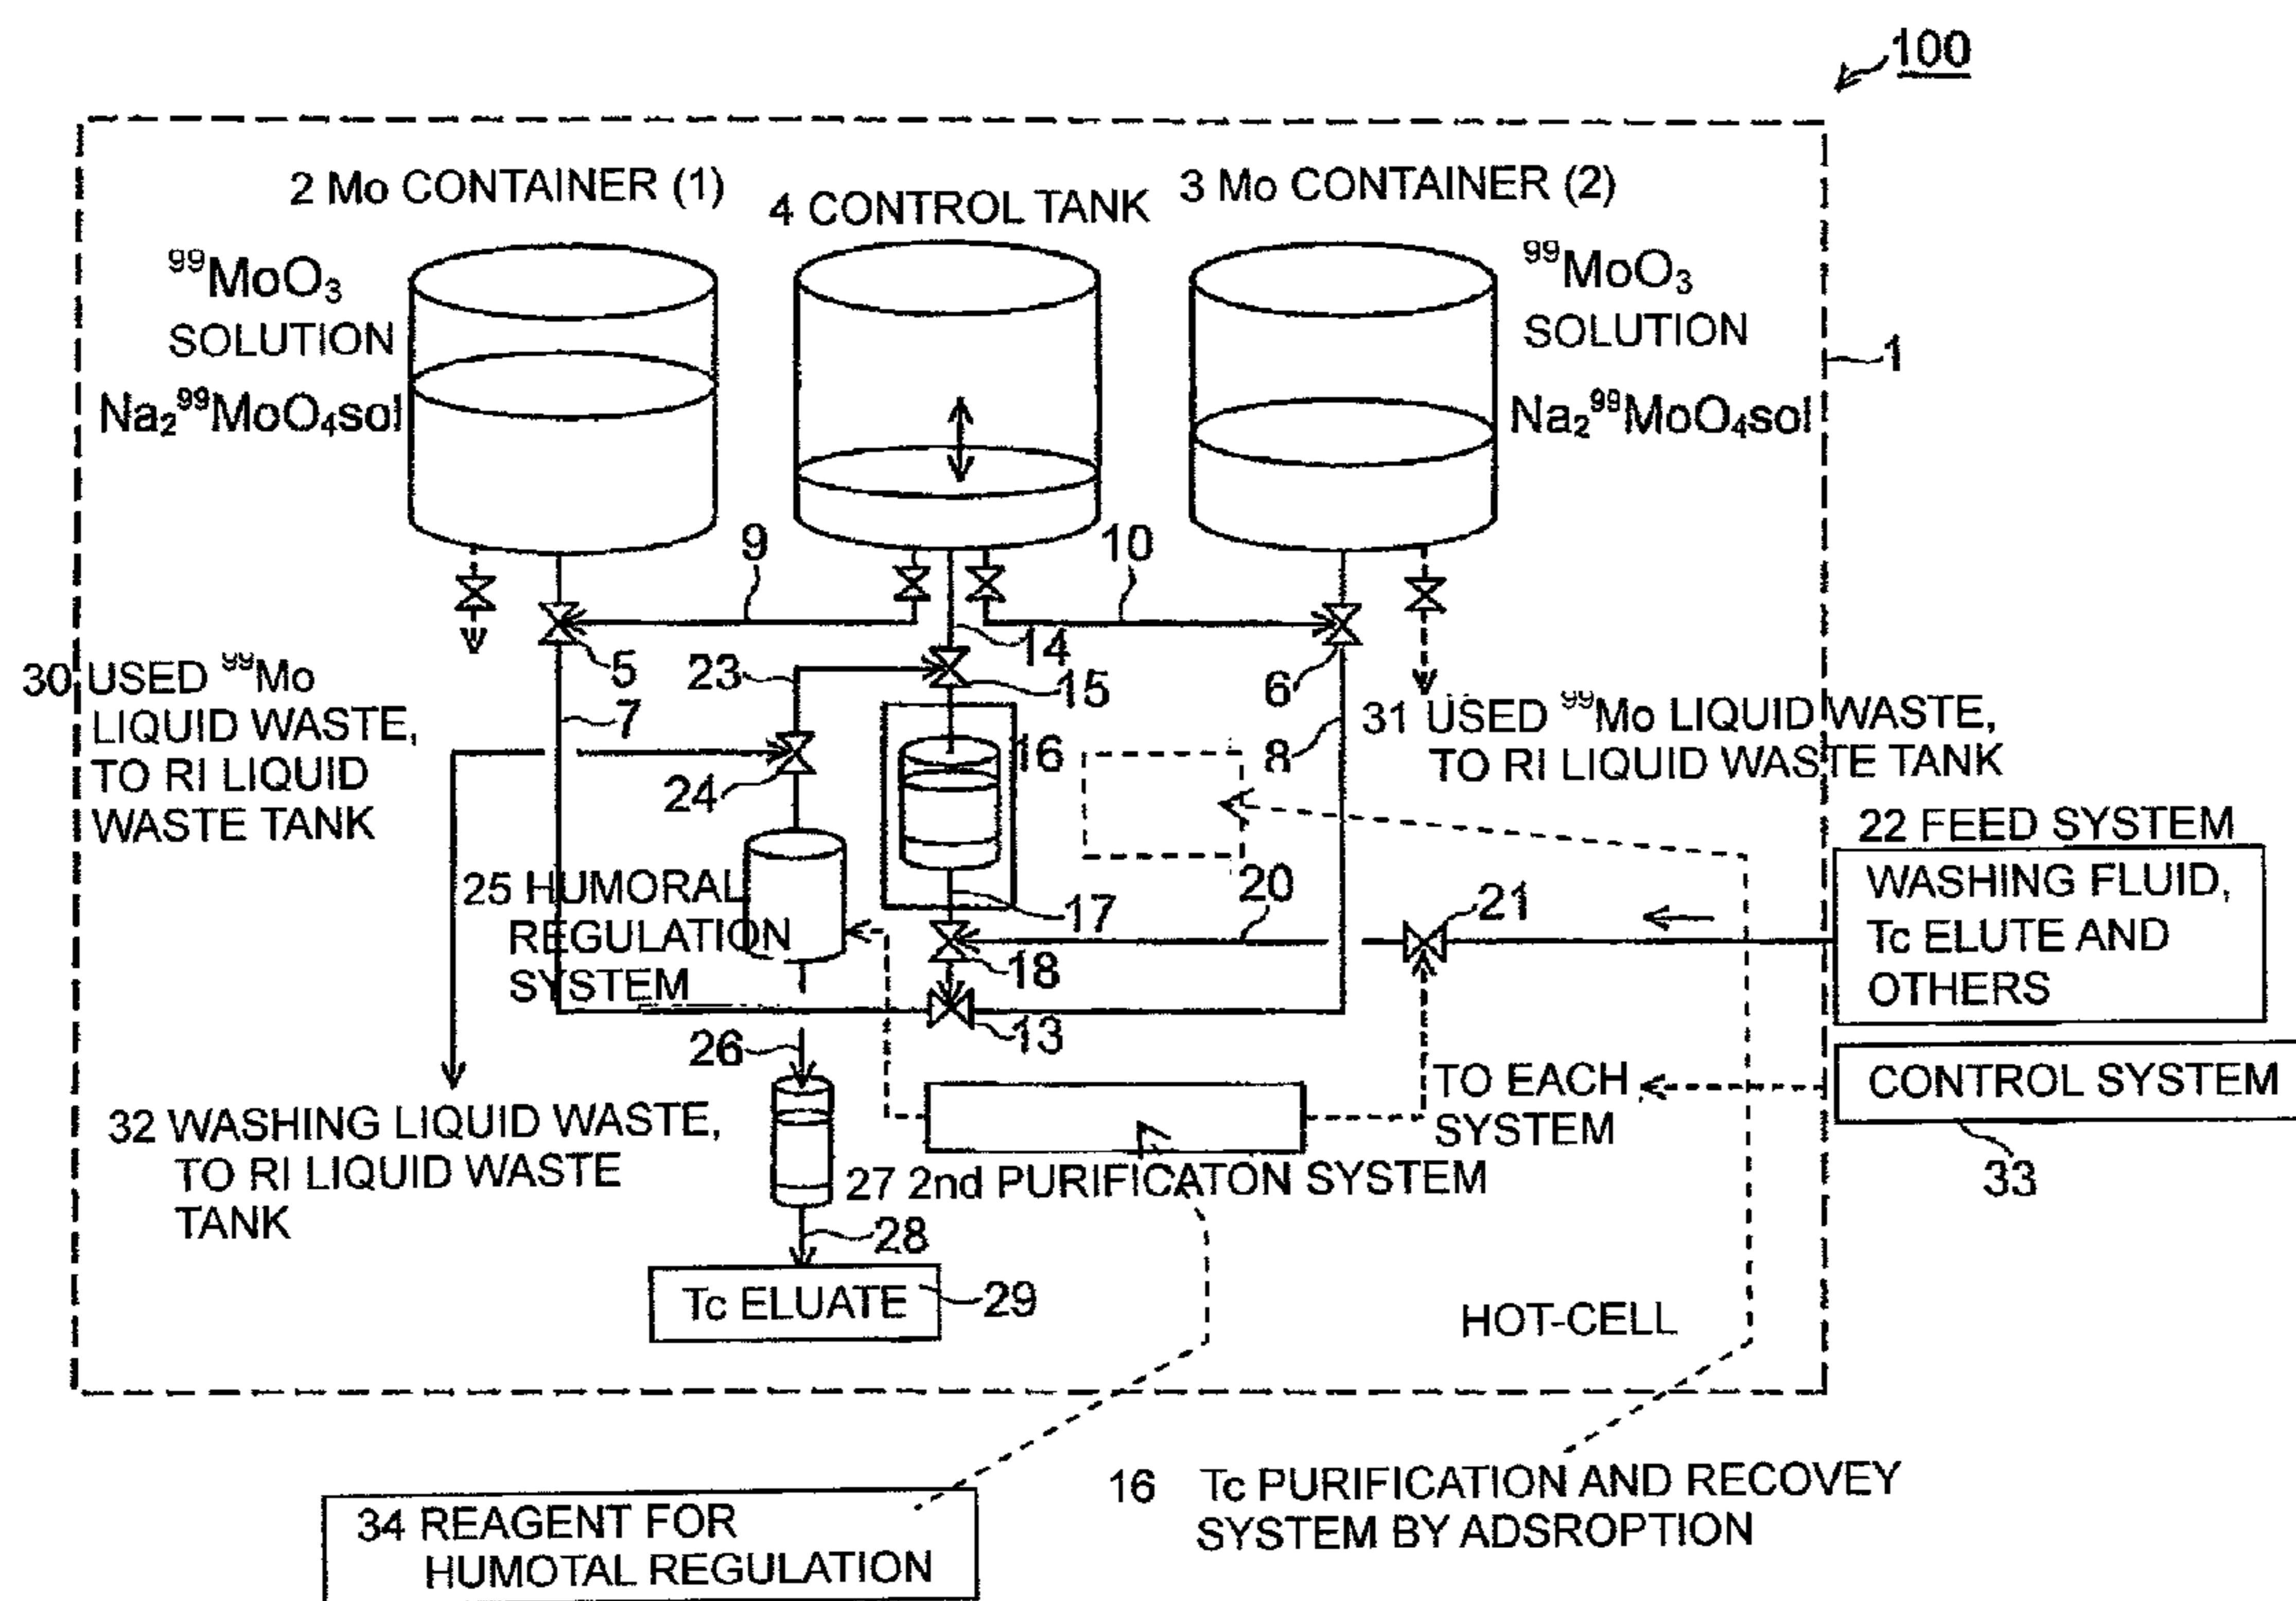 100
2 Mo CONTAINER (1)
4 CONTROL TANK
3 Mo CONTAINER (2)
⁹⁹MoO₃
SOLUTION
Na₂⁹⁹MoO₄sol
⁹⁹MoO₃
SOLUTION
Na₂⁹⁹MoO₄sol
1
9
10
14
5
6
23
15
30 USED ⁹⁹Mo
LIQUID WASTE,
TO RI LIQUID
WASTE TANK
7
16
8
31 USED ⁹⁹Mo LIQUID WASTE,
TO RI LIQUID WASTE TANK
24
22 FEED SYSTEM
WASHING FLUID,
Tc ELUTE AND
OTHERS
25 HUMORAL
REGULATION
SYSTEM
17
20
21
18
13
26
TO EACH
SYSTEM
CONTROL SYSTEM
33
32 WASHING LIQUID WASTE,
TO RI LIQUID WASTE
TANK
27 2nd PURIFICATON SYSTEM
28
Tc ELUATE
29
HOT-CELL
34 REAGENT FOR
HUMOTAL REGULATION
16 Tc PURIFICATION AND RECOVEY
SYSTEM BY ADSROPTION